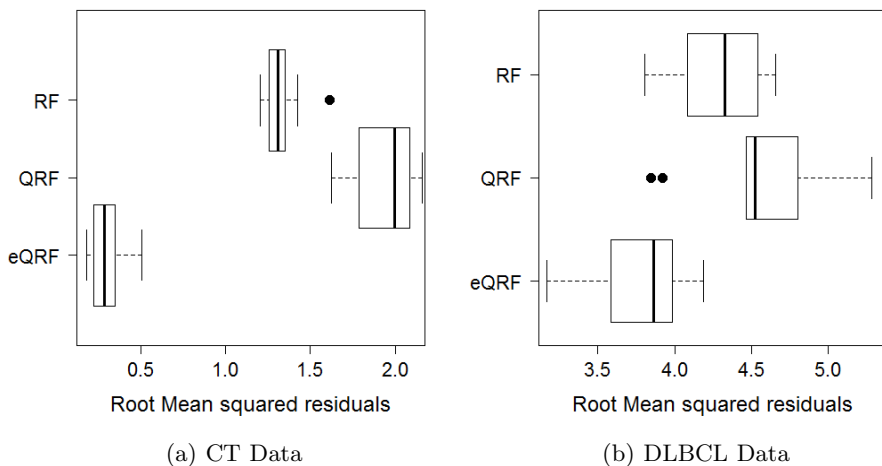 RF
QRF
eQRF
0.5 1.0 1.5 2.0
Root Mean squared residuals
(a) CT Data
RF
QRF
eQRF
3.5 4.0 4.5 5.0
Root Mean squared residuals
(b) DLBCL Data